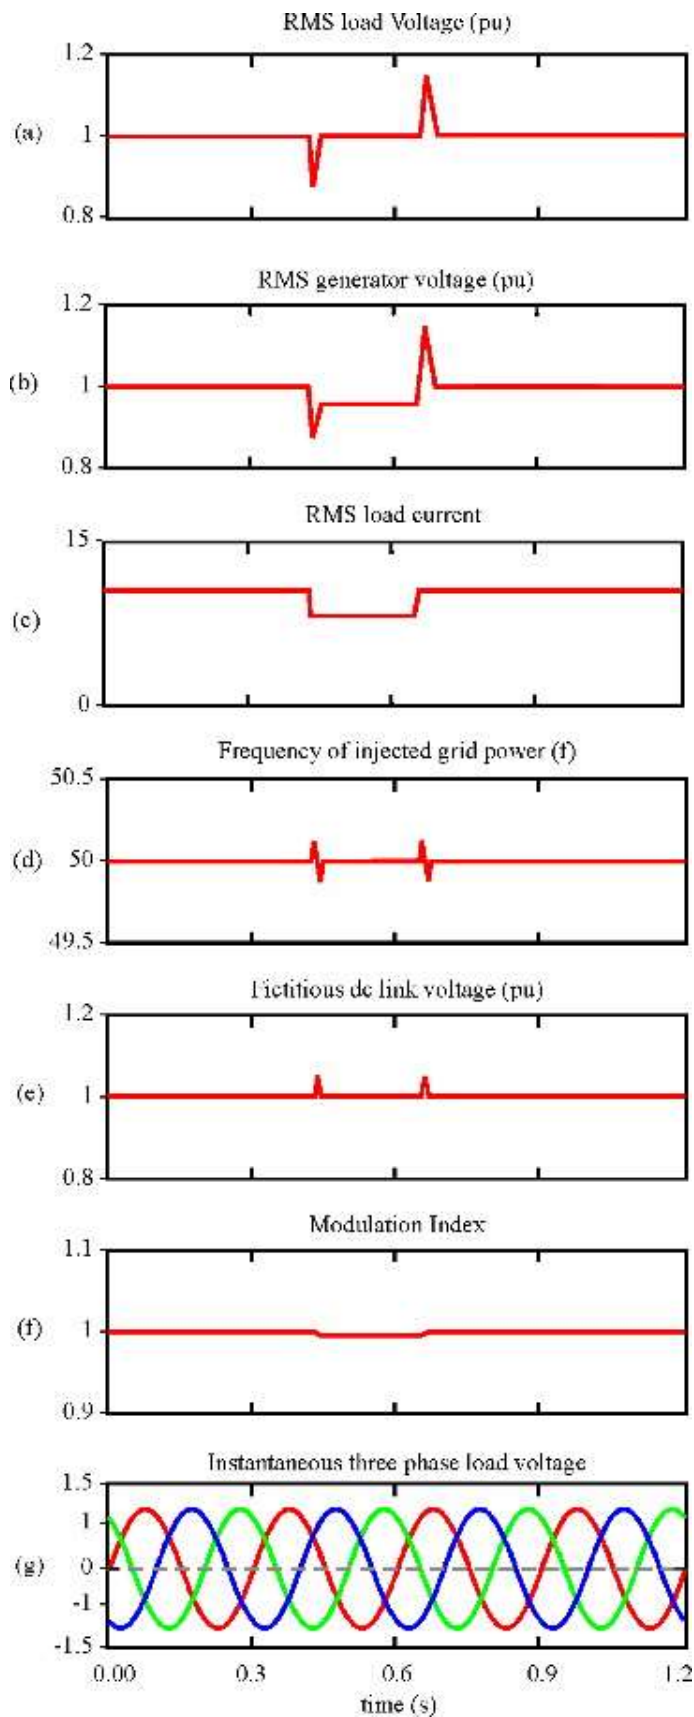 RMS load Voltage (pu)
1.2
(a)
1
0.8
RMS generator voltage (pu)
1.2
(b)
1
0.8
RMS load current
15
(c)
0
Frequency of injected grid power (f)
50.5
(d)
50
49.5
Fictitious dc link voltage (pu)
1.2
(e)
1
0.8
Modulation Index
1.1
(f)
1
0.9
Instantaneous three phase load voltage
1.5
1
(g)
0
-1
-1.5
0.00 0.3 0.6 0.9 1.2
time (s)